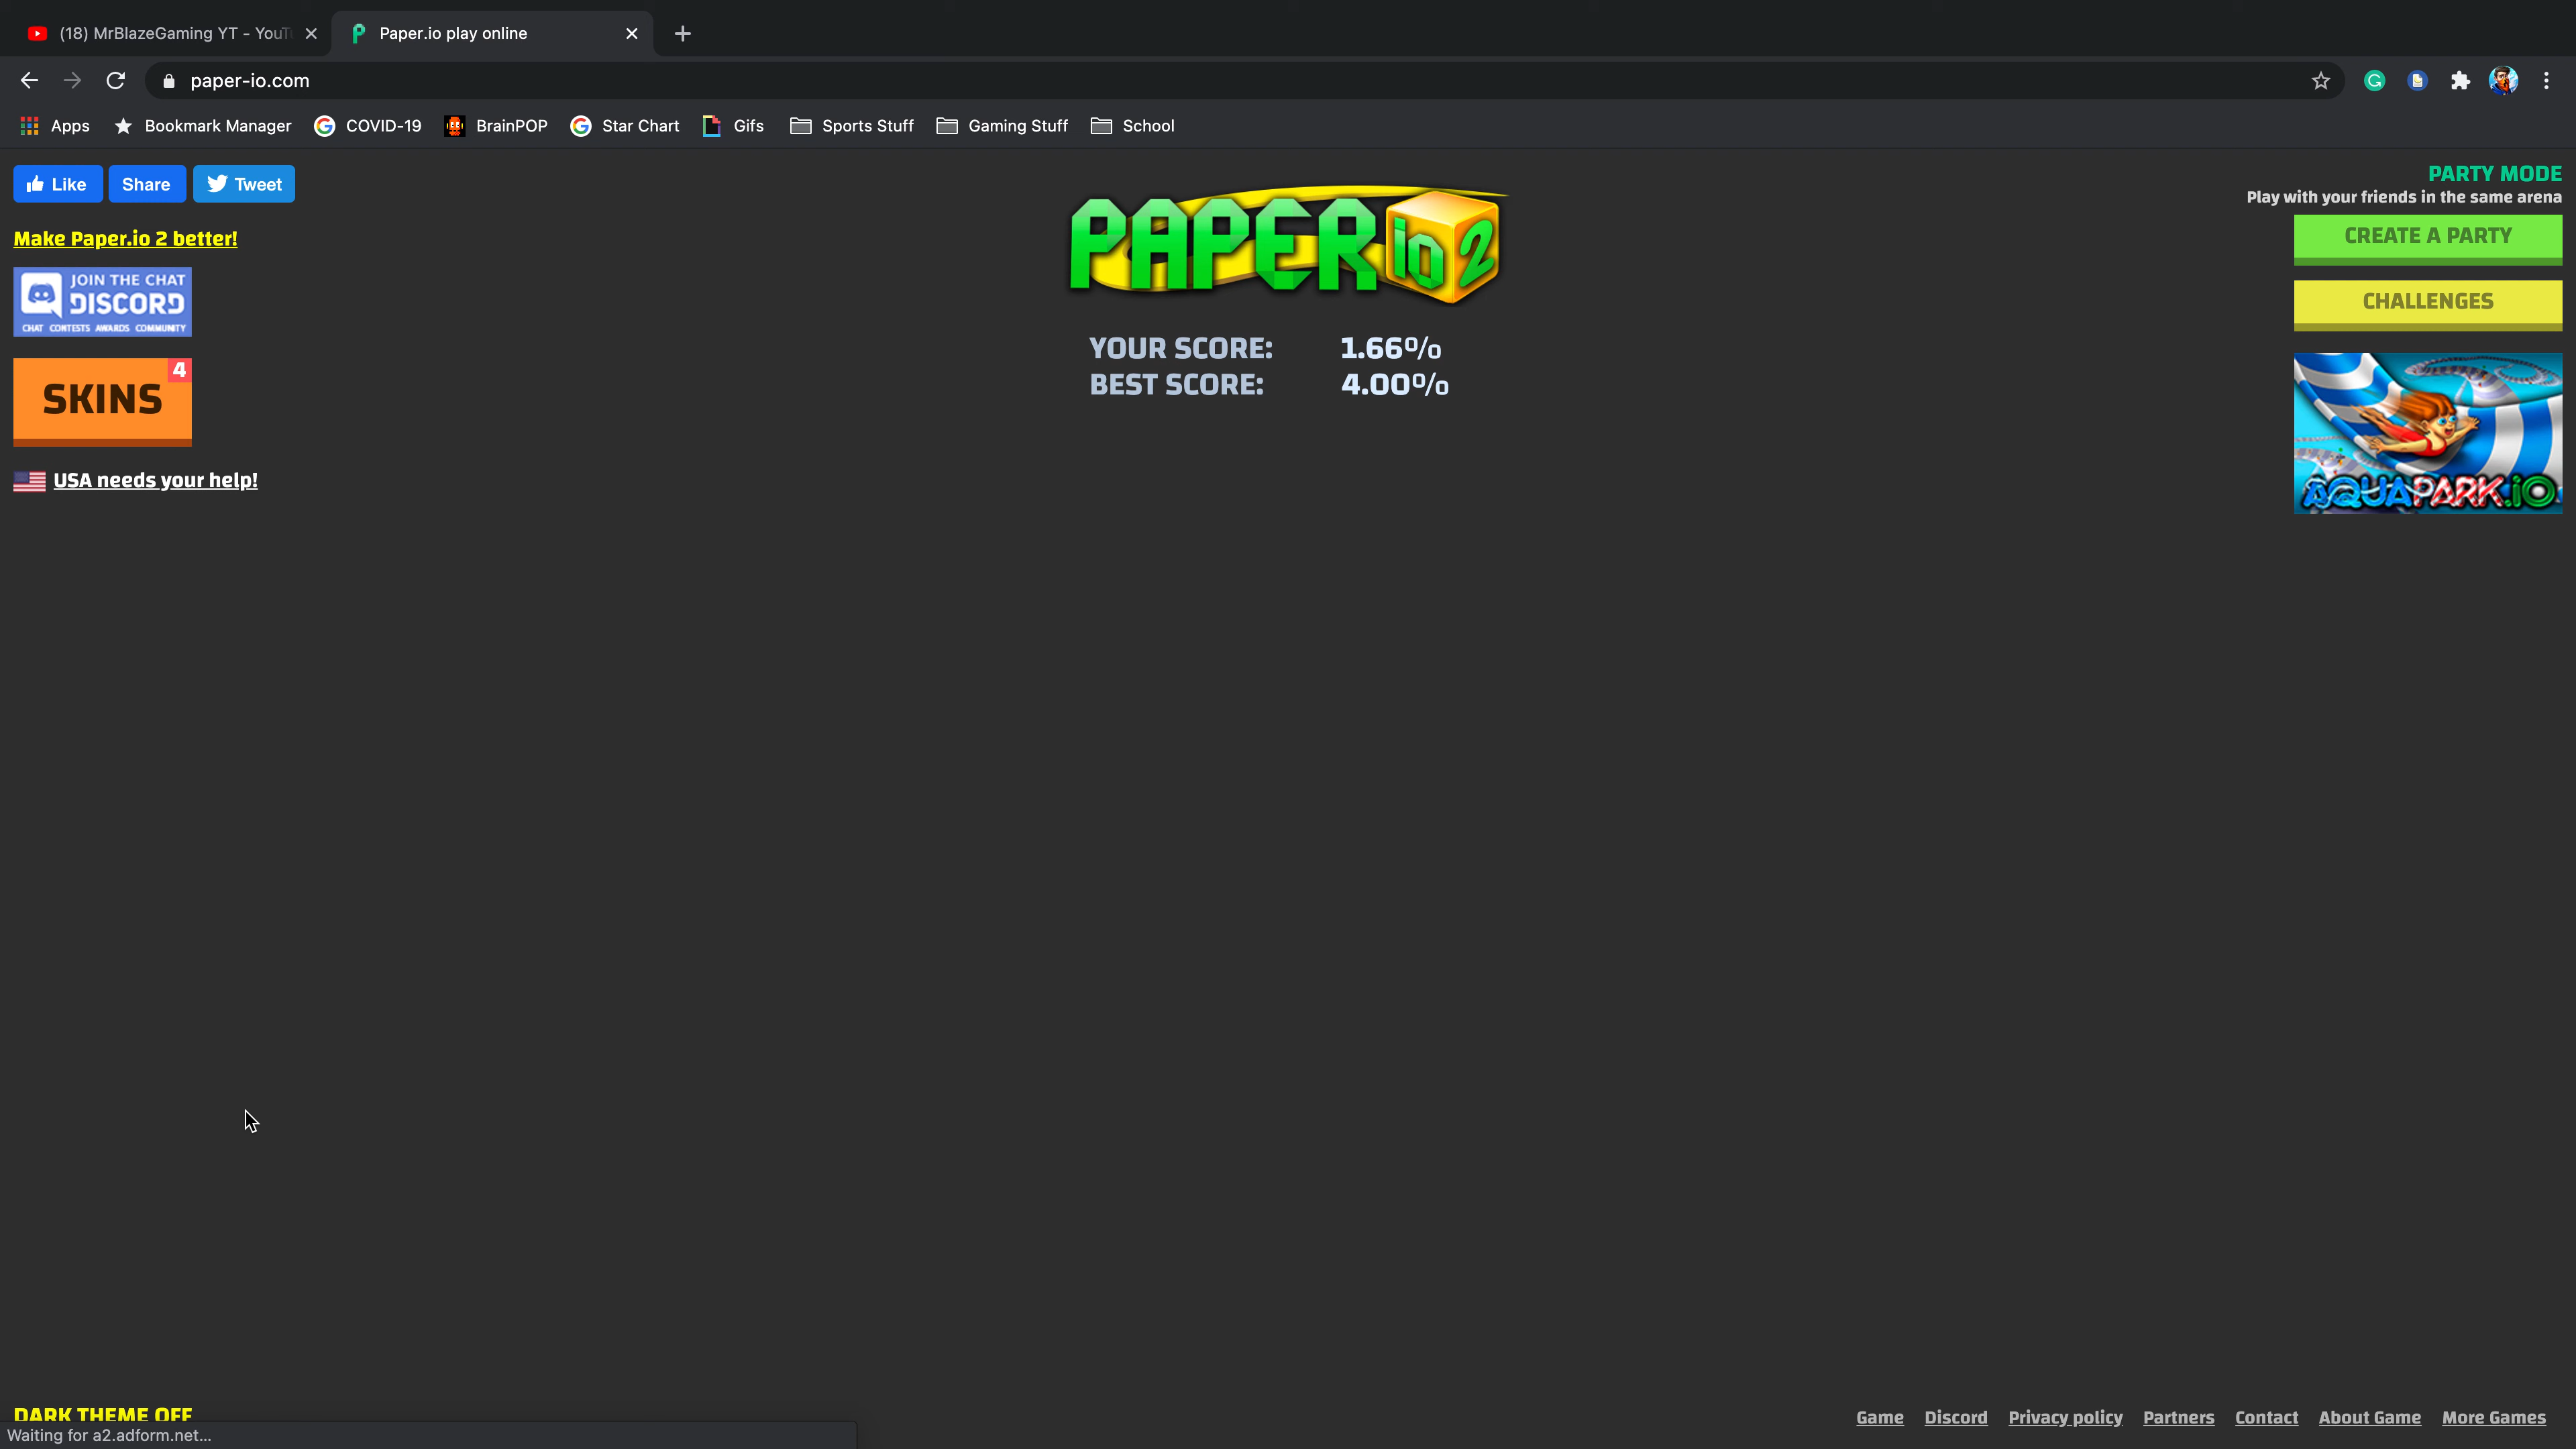 (18) MrBlazeGaming YT - YouT
Paper.io play online
paper-io.com
Apps
Bookmark Manager
COVID-19
BrainPOP
Star Chart
Gifs
Sports Stuff
Gaming Stuff
School
Like
Share
Tweet
Make Paper.io 2 better!
JOIN THE CHAT
DISCORD
CHAT CONTESTS AWARDS COMMUNITY
SKINS
4
USA needs your help!
PAPER io 2
YOUR SCORE: 1.66%
BEST SCORE: 4.00%
PARTY MODE
Play with your friends in the same arena
CREATE A PARTY
CHALLENGES
AQUAPARK.IO
DARK THEME OFF
Waiting for a2.adform.net...
Game
Discord
Privacy policy
Partners
Contact
About Game
More Games